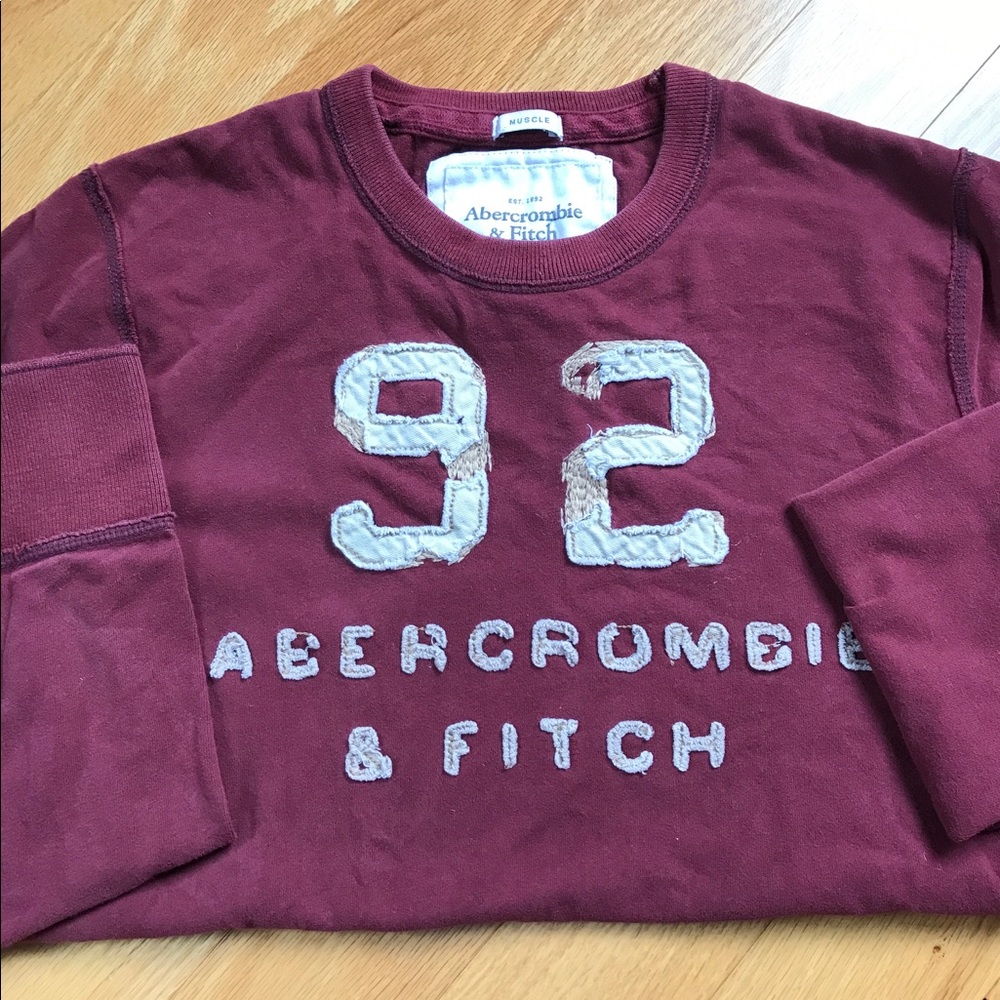 MUSCLE
EST. 1892
Abercrombie
& Fitch
92
ABERCROMBIE
& FITCH